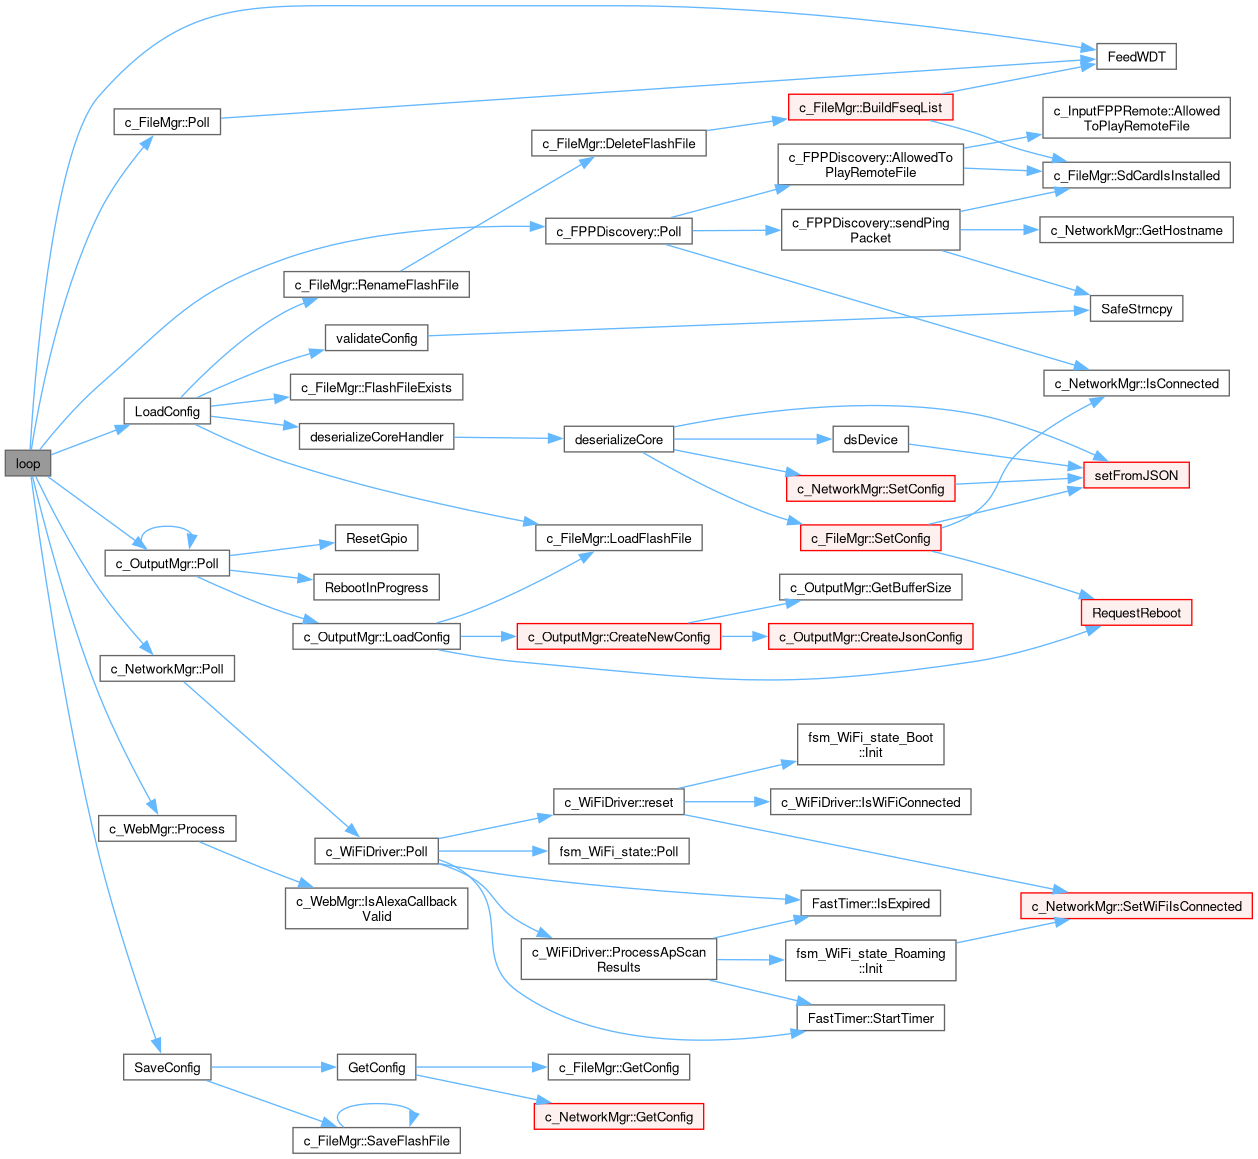 FeedWDT
c_FileMgr::Poll
c_FileMgr::BuildFseqList
c_InputFPPRemote::Allowed
ToPlayRemoteFile
c_FileMgr::DeleteFlashFile
c_FPPDiscovery::AllowedTo
PlayRemoteFile
c_FileMgr::SdCardIsInstalled
c_FPPDiscovery::Poll
c_FPPDiscovery::sendPing
Packet
c_NetworkMgr::GetHostname
c_FileMgr::RenameFlashFile
SafeStrncpy
validateConfig
c_FileMgr::FlashFileExists
c_NetworkMgr::IsConnected
LoadConfig
deserializeCoreHandler
deserializeCore
dsDevice
loop
setFromJSON
c_NetworkMgr::SetConfig
ResetGpio
c_FileMgr::LoadFlashFile
c_FileMgr::SetConfig
c_OutputMgr::Poll
RebootInProgress
c_OutputMgr::GetBufferSize
RequestReboot
c_OutputMgr::LoadConfig
c_OutputMgr::CreateNewConfig
c_OutputMgr::CreateJsonConfig
c_NetworkMgr::Poll
fsm_WiFi_state_Boot
::Init
c_WiFiDriver::reset
c_WiFiDriver::IsWiFiConnected
c_WebMgr::Process
c_WiFiDriver::Poll
fsm_WiFi_state::Poll
c_WebMgr::IsAlexaCallback
Valid
FastTimer::IsExpired
c_NetworkMgr::SetWiFiIsConnected
c_WiFiDriver::ProcessApScan
Results
fsm_WiFi_state_Roaming
::Init
FastTimer::StartTimer
SaveConfig
GetConfig
c_FileMgr::GetConfig
c_NetworkMgr::GetConfig
c_FileMgr::SaveFlashFile